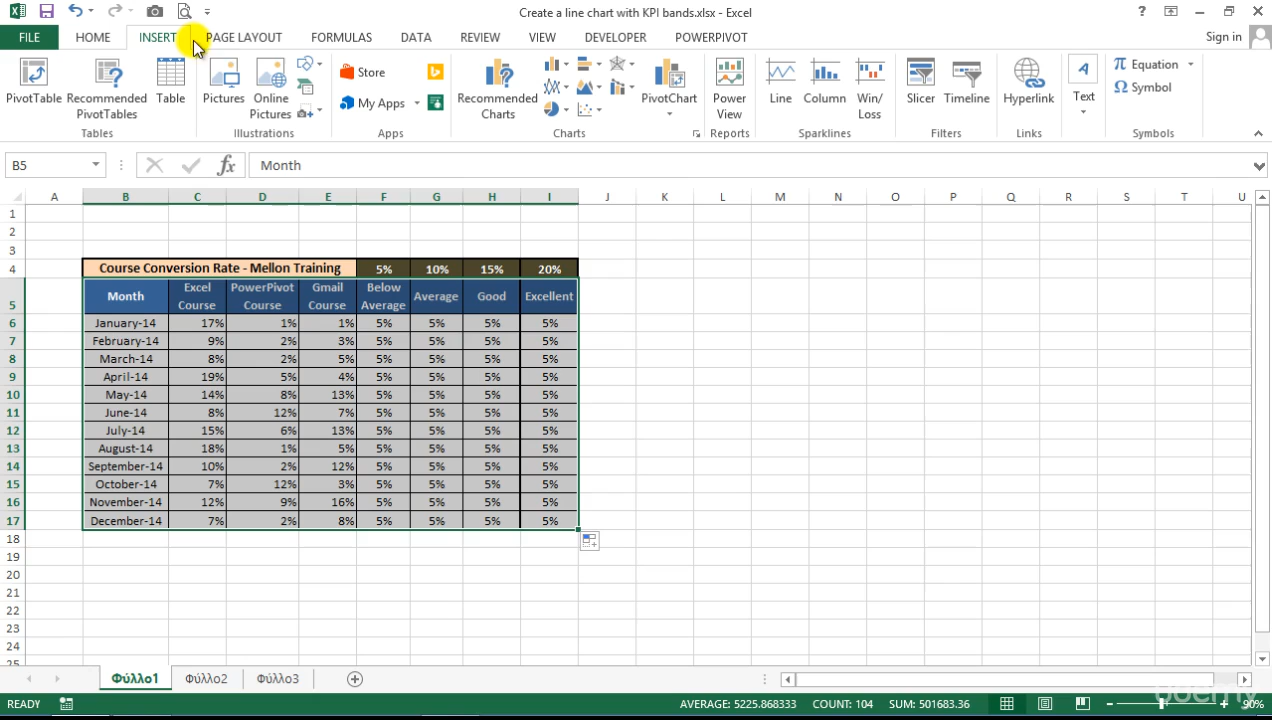 Create a line chart with KPI bands.xlsx - Excel
FILE HOME INSERT PAGE LAYOUT FORMULAS DATA REVIEW VIEW DEVELOPER POWERPIVOT Sign in
PivotTable Recommended PivotTables Table Pictures Online Pictures Store My Apps Recommended Charts PivotChart Power View Line Column Win/Loss Slicer Timeline Hyperlink Text Equation Symbol
Tables Illustrations Apps Charts Reports Sparklines Filters Links Symbols
B5 fx Month
A B C D E F G H I J K L M N O P Q R S T U
1
2
3
4 Course Conversion Rate - Mellon Training 5% 10% 15% 20%
5 Month Excel Course PowerPivot Course Gmail Course Below Average Average Good Excellent
6 January-14 17% 1% 1% 5% 5% 5% 5%
7 February-14 9% 2% 3% 5% 5% 5% 5%
8 March-14 8% 2% 5% 5% 5% 5% 5%
9 April-14 19% 5% 4% 5% 5% 5% 5%
10 May-14 14% 8% 13% 5% 5% 5% 5%
11 June-14 8% 12% 7% 5% 5% 5% 5%
12 July-14 15% 6% 13% 5% 5% 5% 5%
13 August-14 18% 1% 5% 5% 5% 5% 5%
14 September-14 10% 2% 12% 5% 5% 5% 5%
15 October-14 7% 12% 3% 5% 5% 5% 5%
16 November-14 12% 9% 16% 5% 5% 5% 5%
17 December-14 7% 2% 8% 5% 5% 5% 5%
18
19
20
21
22
23
24
25
Φύλλο1 Φύλλο2 Φύλλο3
READY AVERAGE: 5225.868333 COUNT: 104 SUM: 501683.36 90%
udemy